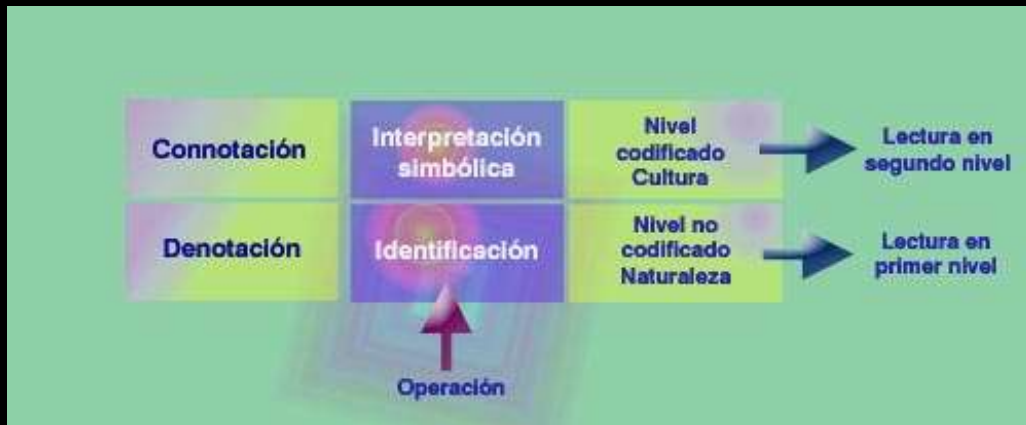 Connotación
Interpretación
simbólica
Nivel
codificado
Cultura
Lectura en
segundo nivel
Denotación
Identificación
Nivel no
codificado
Naturaleza
Lectura en
primer nivel
Operación